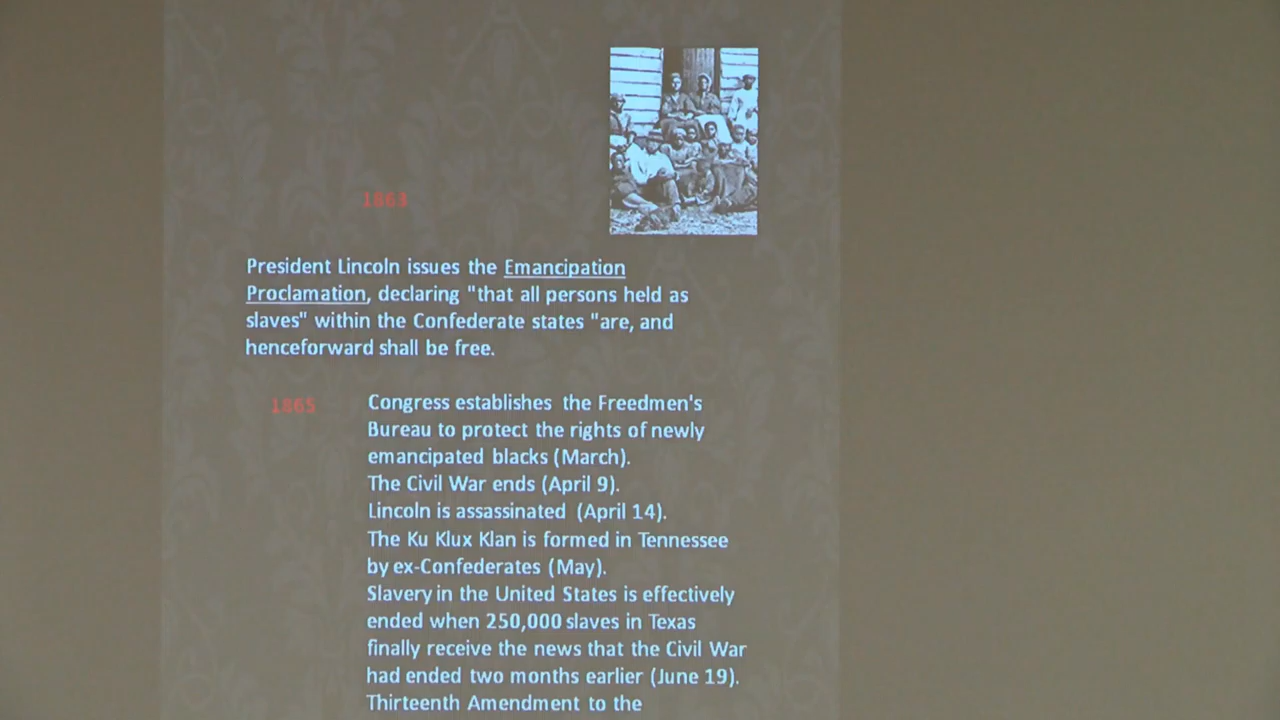 1863
President Lincoln issues the Emancipation
Proclamation, declaring "that all persons held as
slaves" within the Confederate states "are, and
henceforward shall be free.
1865
Congress establishes the Freedmen's
Bureau to protect the rights of newly
emancipated blacks (March).
The Civil War ends (April 9).
Lincoln is assassinated (April 14).
The Ku Klux Klan is formed in Tennessee
by ex-Confederates (May).
Slavery in the United States is effectively
ended when 250,000 slaves in Texas
finally receive the news that the Civil War
had ended two months earlier (June 19).
Thirteenth Amendment to the